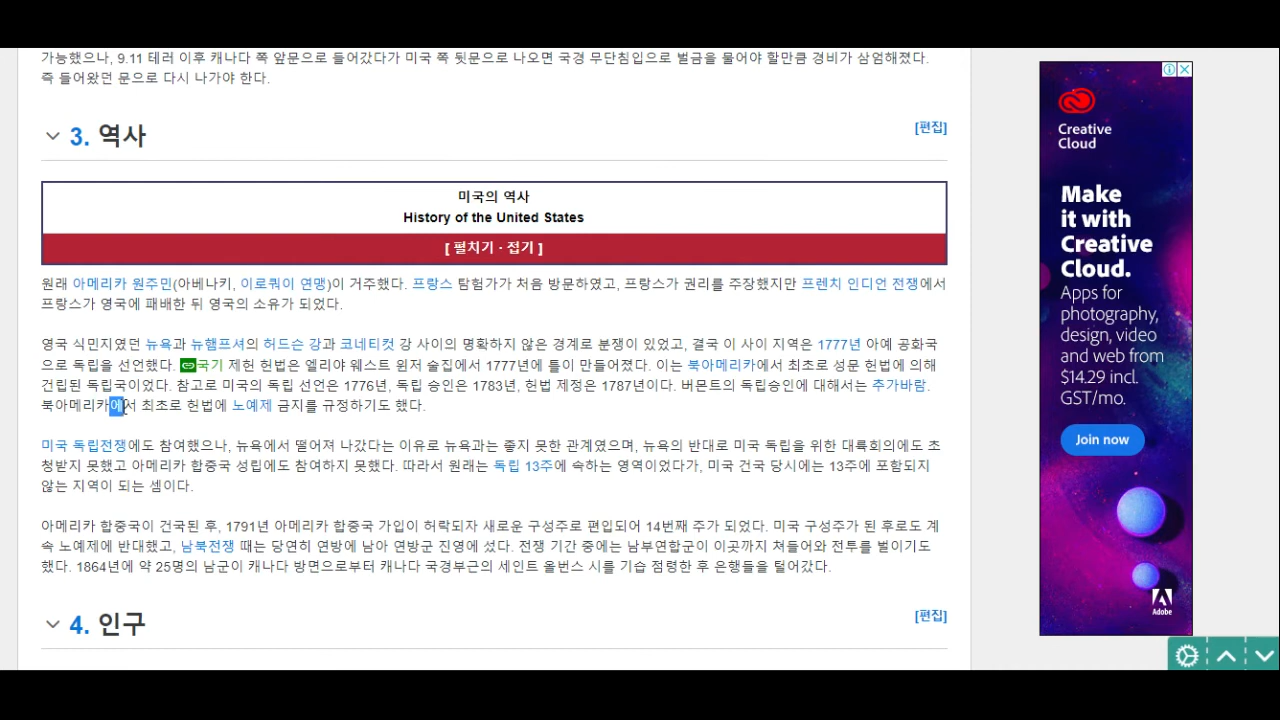 가능했으나, 9.11 테러 이후 캐나다 쪽 앞문으로 들어갔다가 미국 쪽 뒷문으로 나오면 국경 무단침입으로 벌금을 물어야 할만큼 경비가 삼엄해졌다.
즉 들어왔던 문으로 다시 나가야 한다.
3. 역사
[편집]
미국의 역사
History of the United States
[ 펼치기 · 접기 ]
원래 아메리카 원주민(아베나키, 이로쿼이 연맹)이 거주했다. 프랑스 탐험가가 처음 방문하였고, 프랑스가 권리를 주장했지만 프렌치 인디언 전쟁에서
프랑스가 영국에 패배한 뒤 영국의 소유가 되었다.
영국 식민지였던 뉴욕과 뉴햄프셔의 허드슨 강과 코네티컷 강 사이의 명확하지 않은 경계로 분쟁이 있었고, 결국 이 사이 지역은 1777년 아예 공화국
으로 독립을 선언했다. 국기 제헌 헌법은 엘리야 웨스트 윈저 술집에서 1777년에 틀이 만들어졌다. 이는 북아메리카에서 최초로 성문 헌법에 의해
건립된 독립국이었다. 참고로 미국의 독립 선언은 1776년, 독립 승인은 1783년, 헌법 제정은 1787년이다. 버몬트의 독립승인에 대해서는 추가바람.
북아메리카에서 최초로 헌법에 노예제 금지를 규정하기도 했다.
미국 독립전쟁에도 참여했으나, 뉴욕에서 떨어져 나갔다는 이유로 뉴욕과는 좋지 못한 관계였으며, 뉴욕의 반대로 미국 독립을 위한 대륙회의에도 초
청받지 못했고 아메리카 합중국 성립에도 참여하지 못했다. 따라서 원래는 독립 13주에 속하는 영역이었다가, 미국 건국 당시에는 13주에 포함되지
않는 지역이 되는 셈이다.
아메리카 합중국이 건국된 후, 1791년 아메리카 합중국 가입이 허락되자 새로운 구성주로 편입되어 14번째 주가 되었다. 미국 구성주가 된 후로도 계
속 노예제에 반대했고, 남북전쟁 때는 당연히 연방에 남아 연방군 진영에 섰다. 전쟁 기간 중에는 남부연합군이 이곳까지 쳐들어와 전투를 벌이기도
했다. 1864년에 약 25명의 남군이 캐나다 방면으로부터 캐나다 국경부근의 세인트 올번스 시를 기습 점령한 후 은행들을 털어갔다.
4. 인구
[편집]
Creative
Cloud
Make
it with
Creative
Cloud.
Apps for
photography,
design, video
and web from
$14.29 incl.
GST/mo.
Join now
Adobe